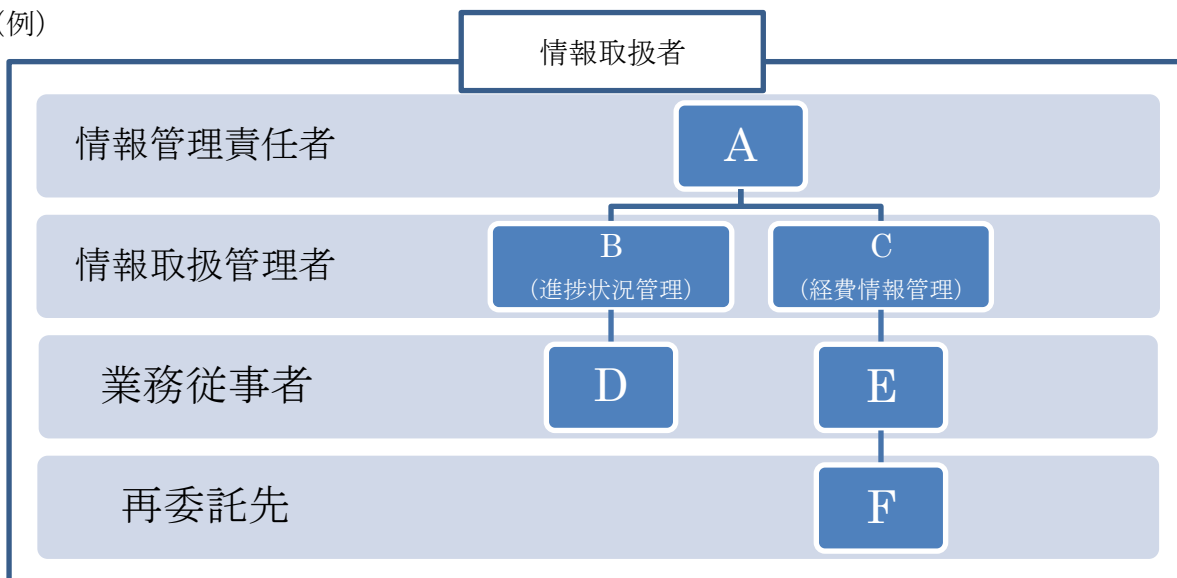 （例）
情報取扱者
情報管理責任者
A
情報取扱管理者
B
（進捗状況管理）
C
（経費情報管理）
業務従事者
D
E
再委託先
F